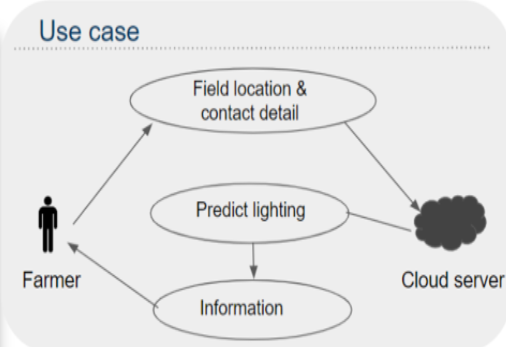 Use case
Field location &
contact detail
Predict lighting
Farmer
Cloud server
Information